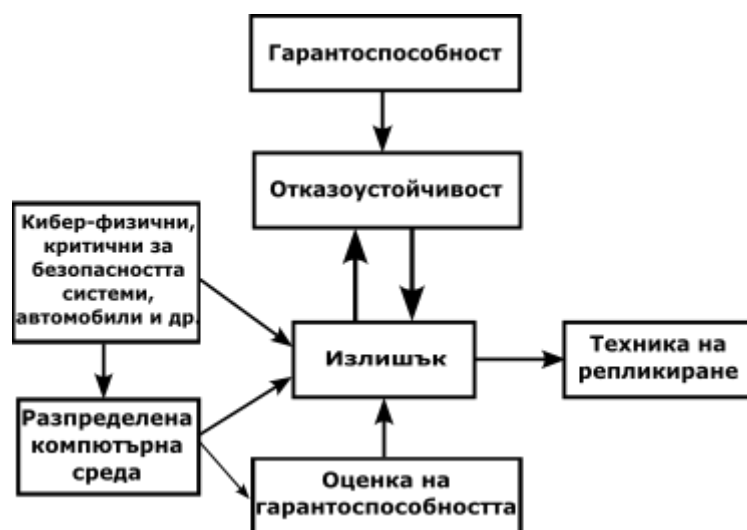 Гарантоспособност
Отказоустойчивост
Кибер-физични,
критични за
безопасността
системи,
автомобили и др.
Излишък
Техника на
репликиране
Разпределена
компютърна
среда
Оценка на
гарантоспособността